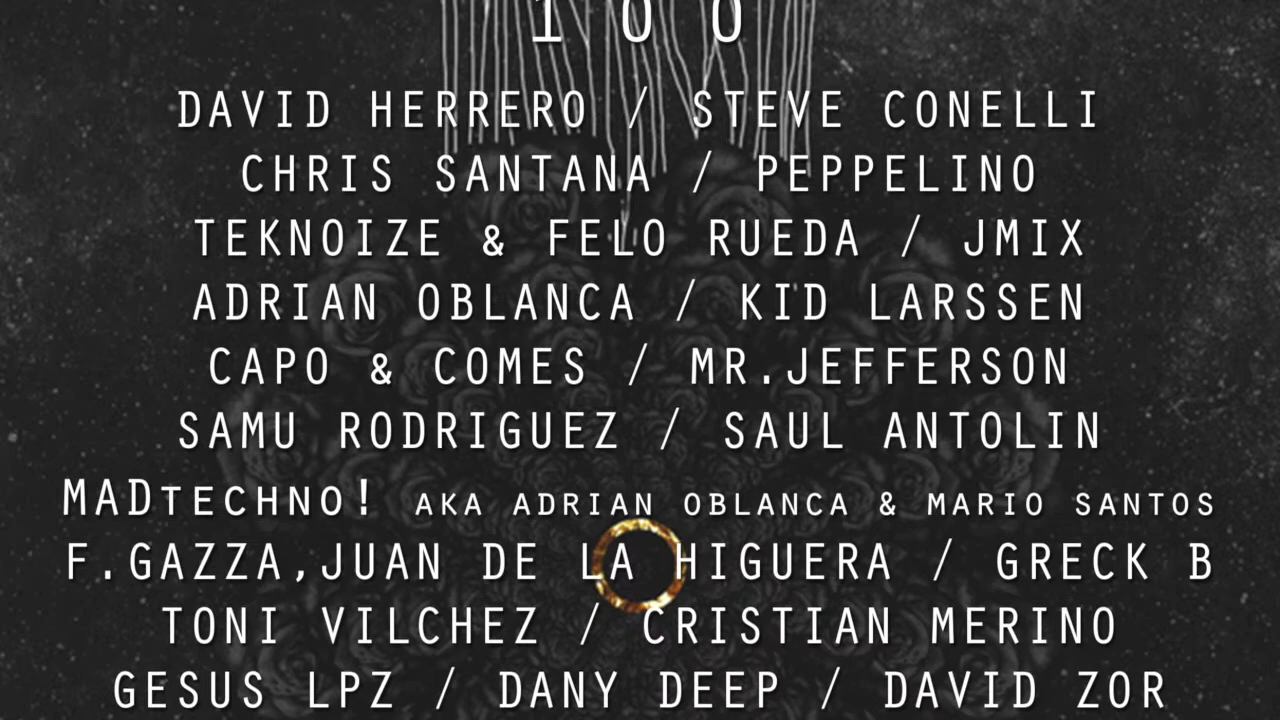 1 0 0
DAVID HERRERO / STEVE CONELLI
CHRIS SANTANA / PEPPELINO
TEKNOIZE & FELO RUEDA / JMIX
ADRIAN OBLANCA / KID LARSSEN
CAPO & COMES / MR.JEFFERSON
SAMU RODRIGUEZ / SAUL ANTOLIN
MADTECHNO! AKA ADRIAN OBLANCA & MARIO SANTOS
F.GAZZA,JUAN DE LA HIGUERA / GRECK B
TONI VILCHEZ / CRISTIAN MERINO
GESUS LPZ / DANY DEEP / DAVID ZOR